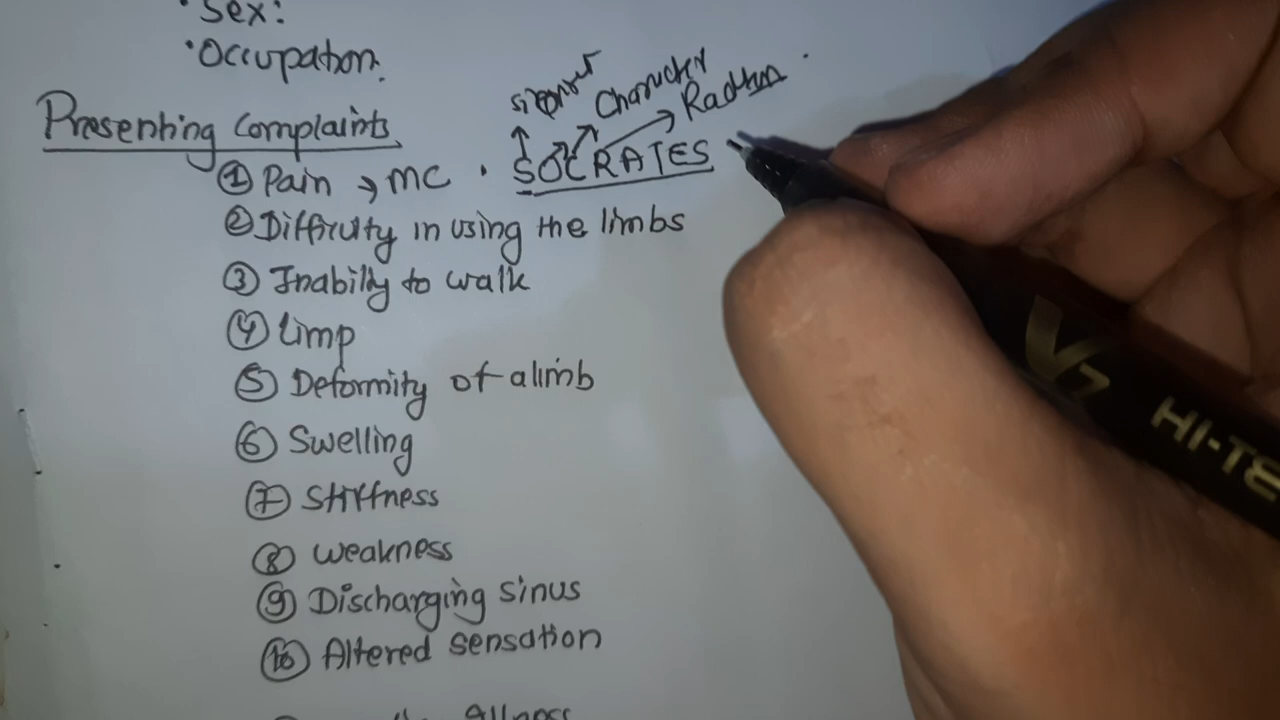 • Sex:
• Occupation:
Presenting Complaints
① Pain → MC • SOCRATES
Character
② Difficulty in using the limbs
③ Inability to walk
④ Limp
⑤ Deformity of a limb
⑥ Swelling
⑦ Stiffness
⑧ Weakness
⑨ Discharging sinus
⑩ Altered sensation
Illness
V7 HI-TE